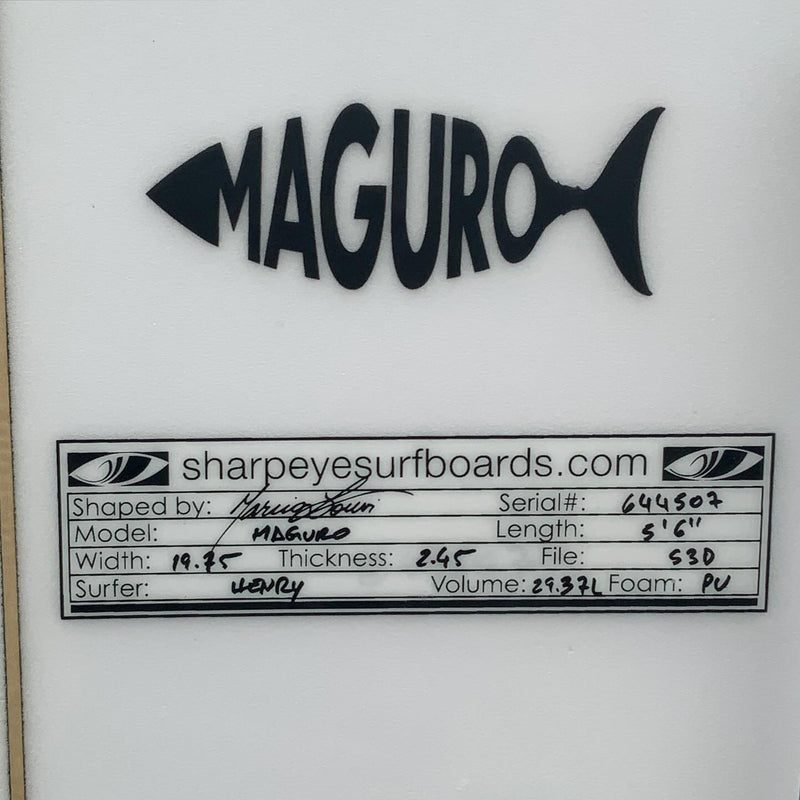 MAGURO
sharpeyesurfboards.com
Shaped by: Serial#: 644507
Model: MAGURO Length: 5'6"
Width: 19.75 Thickness: 2.45 File: S3D
Surfer: HENRY Volume: 29.37L Foam: PU